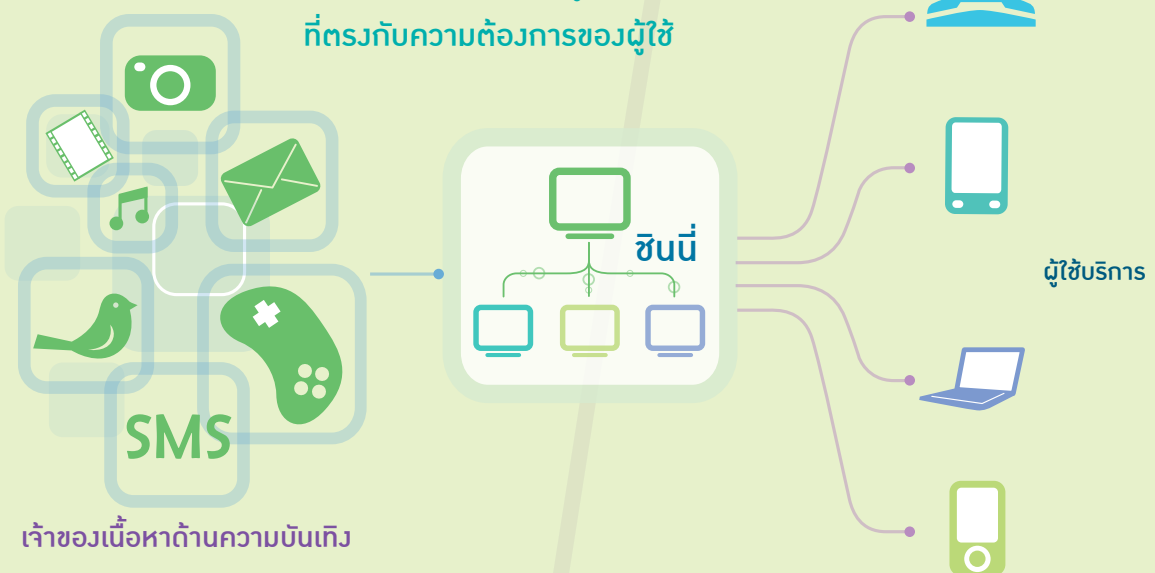 ที่ตรงกับความต้องการของผู้ใช้
ชินนี่
ผู้ใช้บริการ
SMS
เจ้าของเนื้อหาด้านความบันเทิง